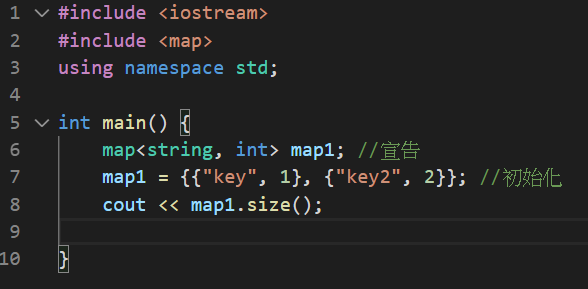 1 #include <iostream>
2 #include <map>
3 using namespace std;
4
5 int main() {
6 map<string, int> map1; //宣告
7 map1 = {{"key", 1}, {"key2", 2}}; //初始化
8 cout << map1.size();
9
10 }